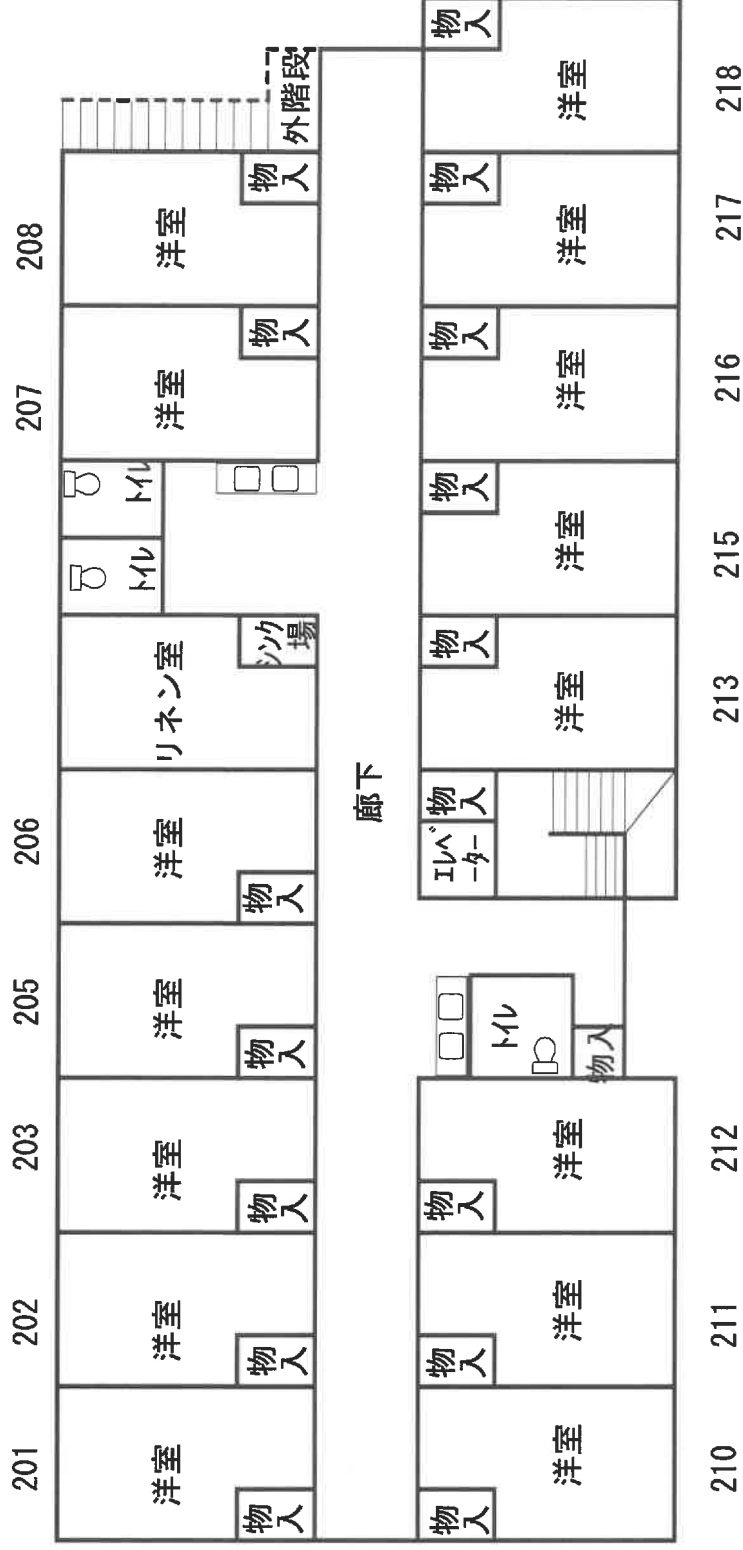 201
202
203
205
206
207
208
洋室
物入
洋室
物入
洋室
物入
洋室
物入
洋室
物入
リネン室
シンク場
トイレ
トイレ
洋室
物入
洋室
物入
外階段
廊下
物入
洋室
物入
洋室
物入
洋室
トイレ
物入
エレベーター
物入
物入
洋室
物入
洋室
物入
洋室
物入
洋室
物入
洋室
210
211
212
213
215
216
217
218